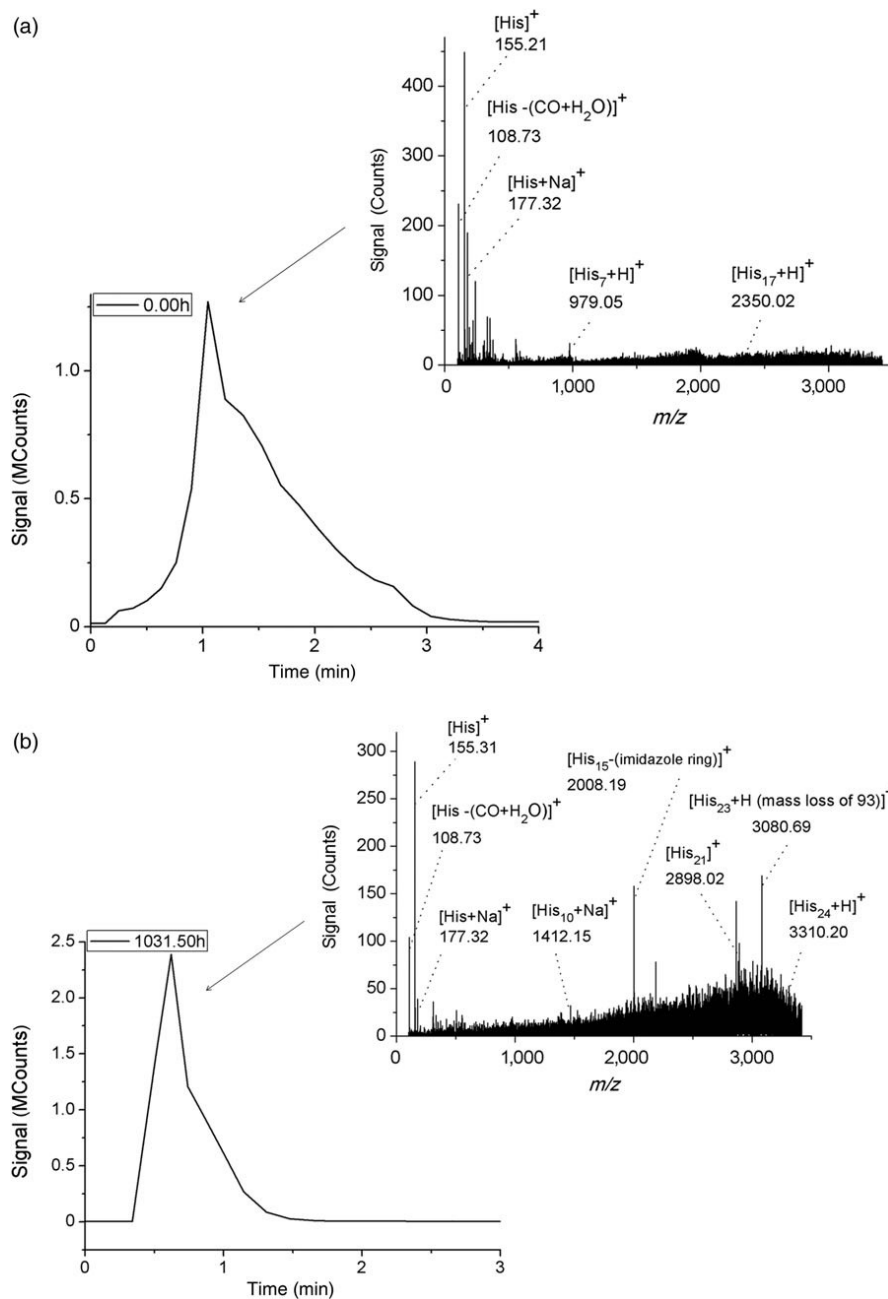 (a)
[His]+
155.21
[His -(CO+H2O)]+
108.73
[His+Na]+
177.32
[His7+H]+
979.05
[His17+H]+
2350.02
Signal (Counts)
400
300
200
100
0
1,000
2,000
3,000
m/z
0.00h
Signal (MCounts)
1.0
0.5
0
0
1
2
3
4
Time (min)
(b)
[His]+
155.31
[His -(CO+H2O)]+
108.73
[His+Na]+
177.32
[His10+Na]+
1412.15
[His15-(imidazole ring)]+
2008.19
[His21]+
2898.02
[His23+H (mass loss of 93)]+
3080.69
[His24+H]+
3310.20
Signal (Counts)
300
250
200
150
100
50
0
0
1,000
2,000
3,000
m/z
1031.50h
Signal (MCounts)
2.5
2.0
1.5
1.0
0.5
0
0
1
2
3
Time (min)